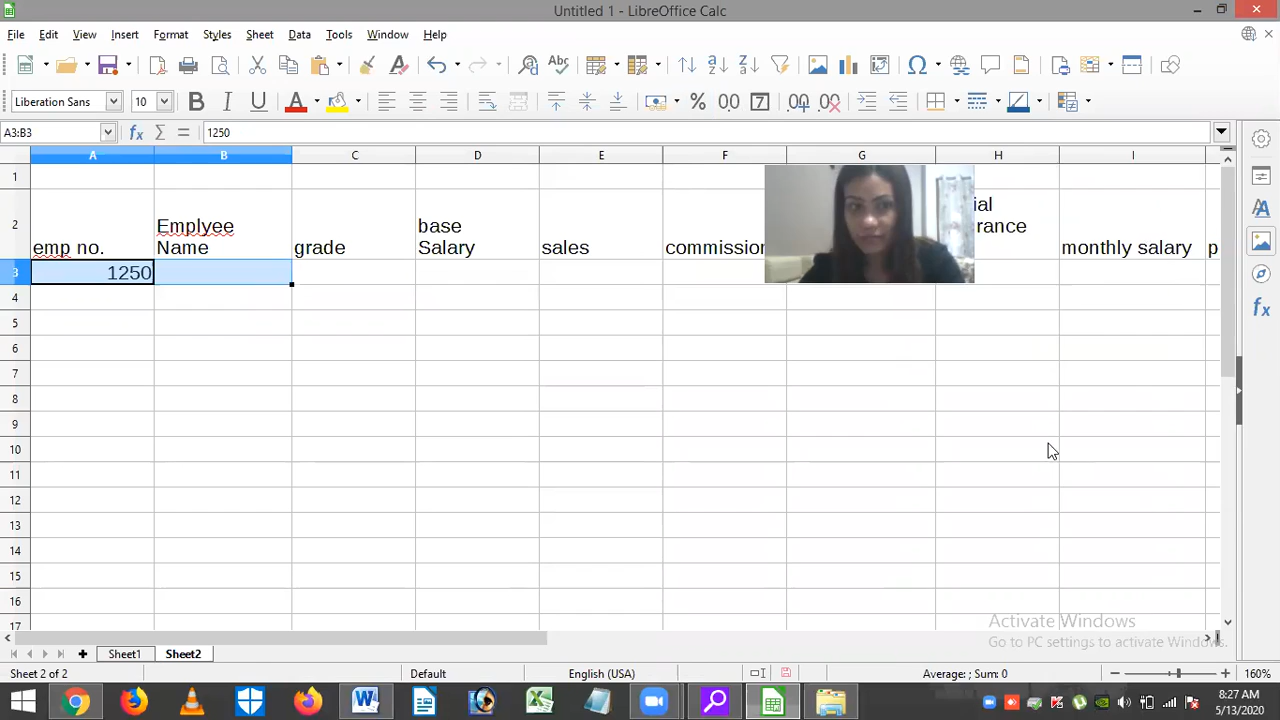 Untitled 1 - LibreOffice Calc
File Edit View Insert Format Styles Sheet Data Tools Window Help
Liberation Sans 10
A3:B3 1250
A B C D E F G H I
1
2 emp no. Emplyee Name grade base Salary sales commission ial rance monthly salary p
3 1250
4
5
6
7
8
9
10
11
12
13
14
15
16
17
Activate Windows
Go to PC settings to activate Windows.
Sheet1 Sheet2
Sheet 2 of 2 Default English (USA) Average: ; Sum: 0 160%
8:27 AM
5/13/2020